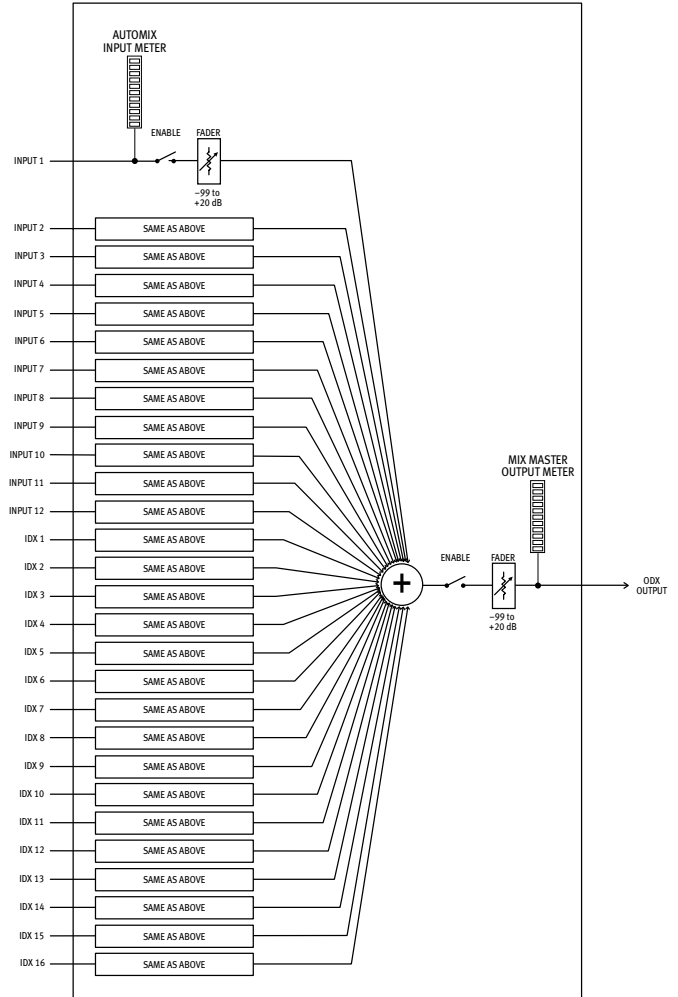 AUTOMIX
INPUT METER
ENABLE
FADER
INPUT 1
–99 to
+20 dB
INPUT 2
SAME AS ABOVE
INPUT 3
SAME AS ABOVE
INPUT 4
SAME AS ABOVE
INPUT 5
SAME AS ABOVE
INPUT 6
SAME AS ABOVE
INPUT 7
SAME AS ABOVE
INPUT 8
SAME AS ABOVE
INPUT 9
SAME AS ABOVE
INPUT 10
SAME AS ABOVE
INPUT 11
SAME AS ABOVE
INPUT 12
SAME AS ABOVE
IDX 1
SAME AS ABOVE
IDX 2
SAME AS ABOVE
IDX 3
SAME AS ABOVE
IDX 4
SAME AS ABOVE
IDX 5
SAME AS ABOVE
IDX 6
SAME AS ABOVE
IDX 7
SAME AS ABOVE
IDX 8
SAME AS ABOVE
IDX 9
SAME AS ABOVE
IDX 10
SAME AS ABOVE
IDX 11
SAME AS ABOVE
IDX 12
SAME AS ABOVE
IDX 13
SAME AS ABOVE
IDX 14
SAME AS ABOVE
IDX 15
SAME AS ABOVE
IDX 16
SAME AS ABOVE
+
MIX MASTER
OUTPUT METER
ENABLE
FADER
–99 to
+20 dB
ODX
OUTPUT